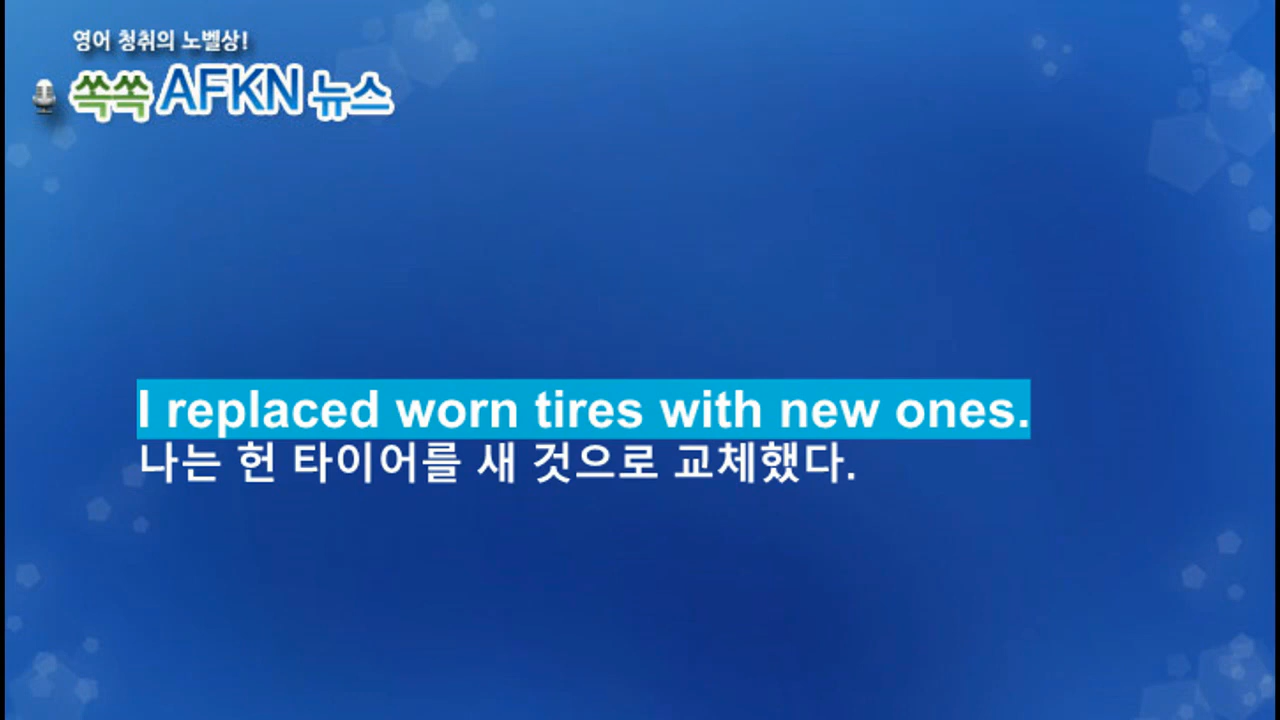 영어 청취의 노벨상!
쏙쏙 AFKN 뉴스
I replaced worn tires with new ones.
나는 헌 타이어를 새 것으로 교체했다.